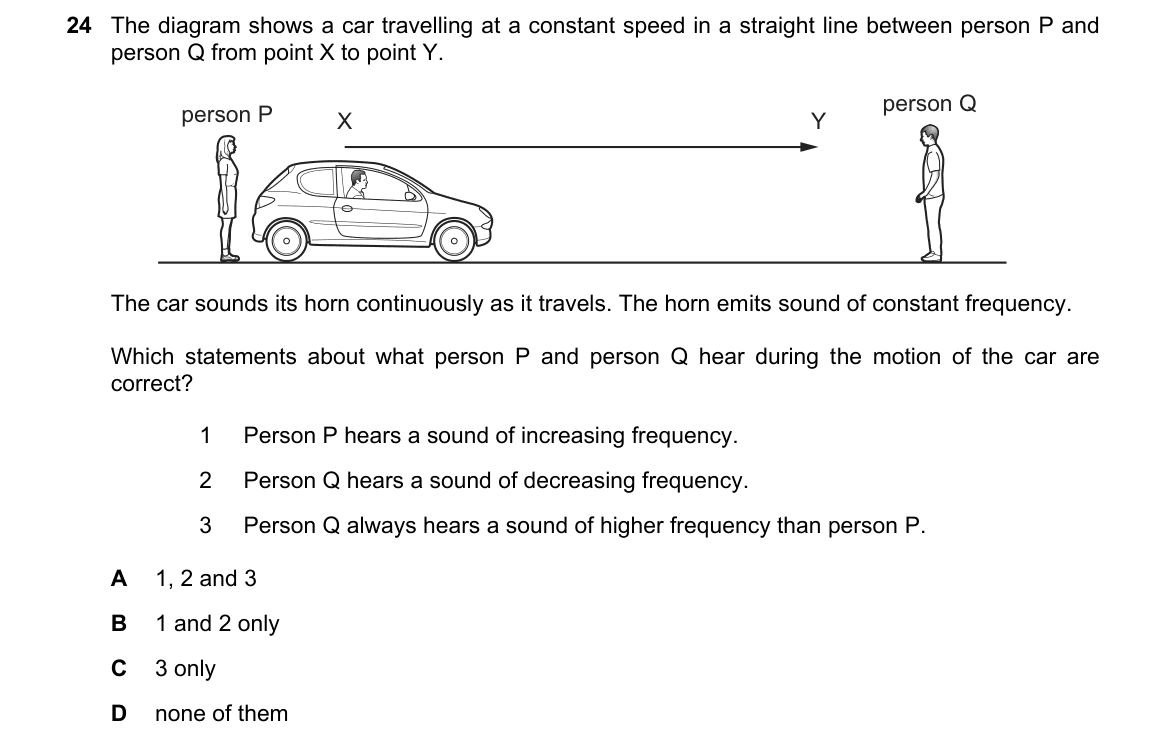 24 The diagram shows a car travelling at a constant speed in a straight line between person P and
person Q from point X to point Y.
person P
X
Y
person Q
The car sounds its horn continuously as it travels. The horn emits sound of constant frequency.
Which statements about what person P and person Q hear during the motion of the car are
correct?
1 Person P hears a sound of increasing frequency.
2 Person Q hears a sound of decreasing frequency.
3 Person Q always hears a sound of higher frequency than person P.
A 1, 2 and 3
B 1 and 2 only
C 3 only
D none of them